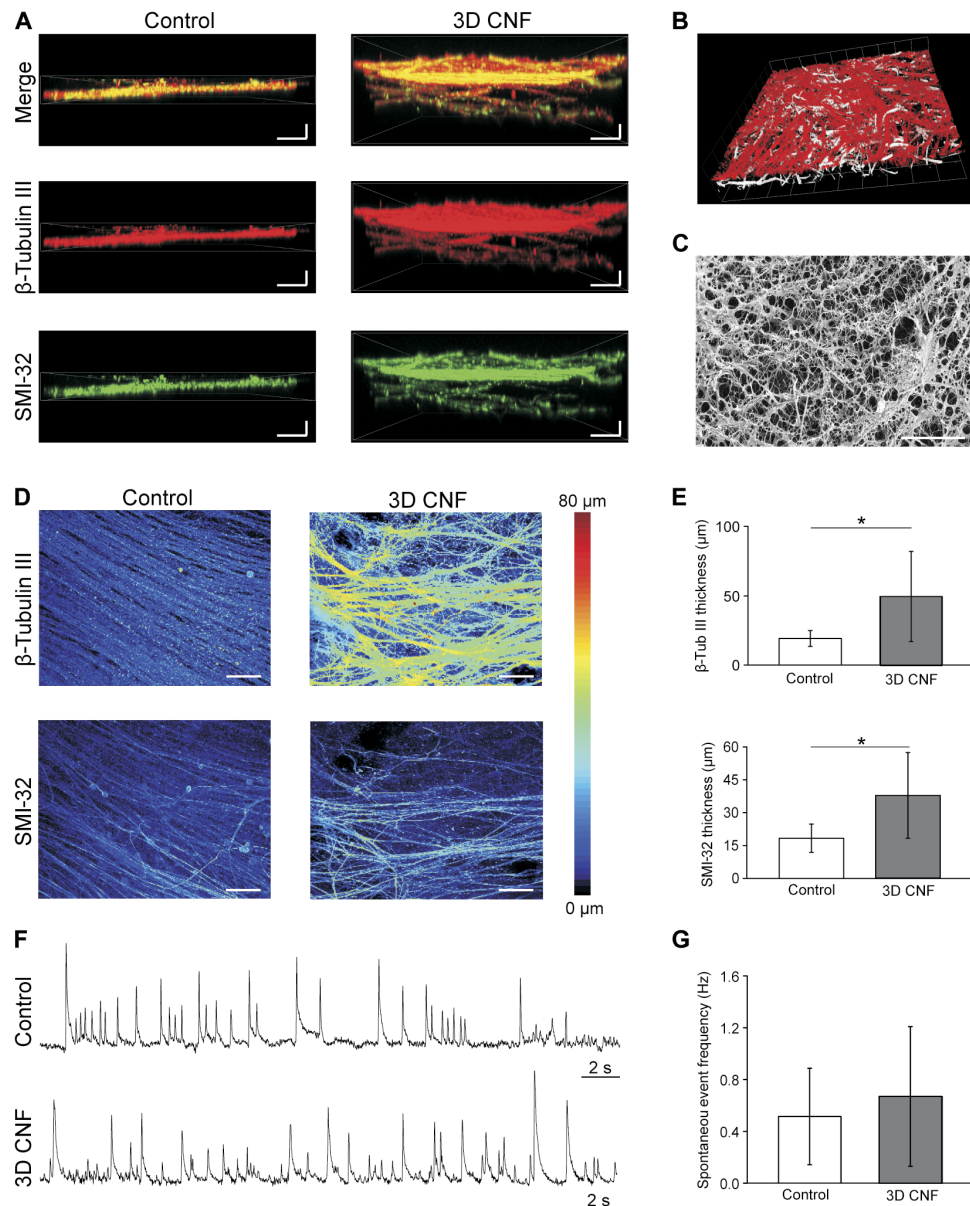 A
Control
3D CNF
Merge
β-Tubulin III
SMI-32
B
C
D
Control
3D CNF
β-Tubulin III
SMI-32
80 μm
0 μm
E
β-Tub III thickness (μm)
100
50
0
*
Control
3D CNF
SMI-32 thickness (μm)
60
45
30
15
0
*
Control
3D CNF
F
Control
2 s
3D CNF
2 s
G
Spontaneou event frequency (Hz)
1.6
1.2
0.8
0.4
0.0
Control
3D CNF